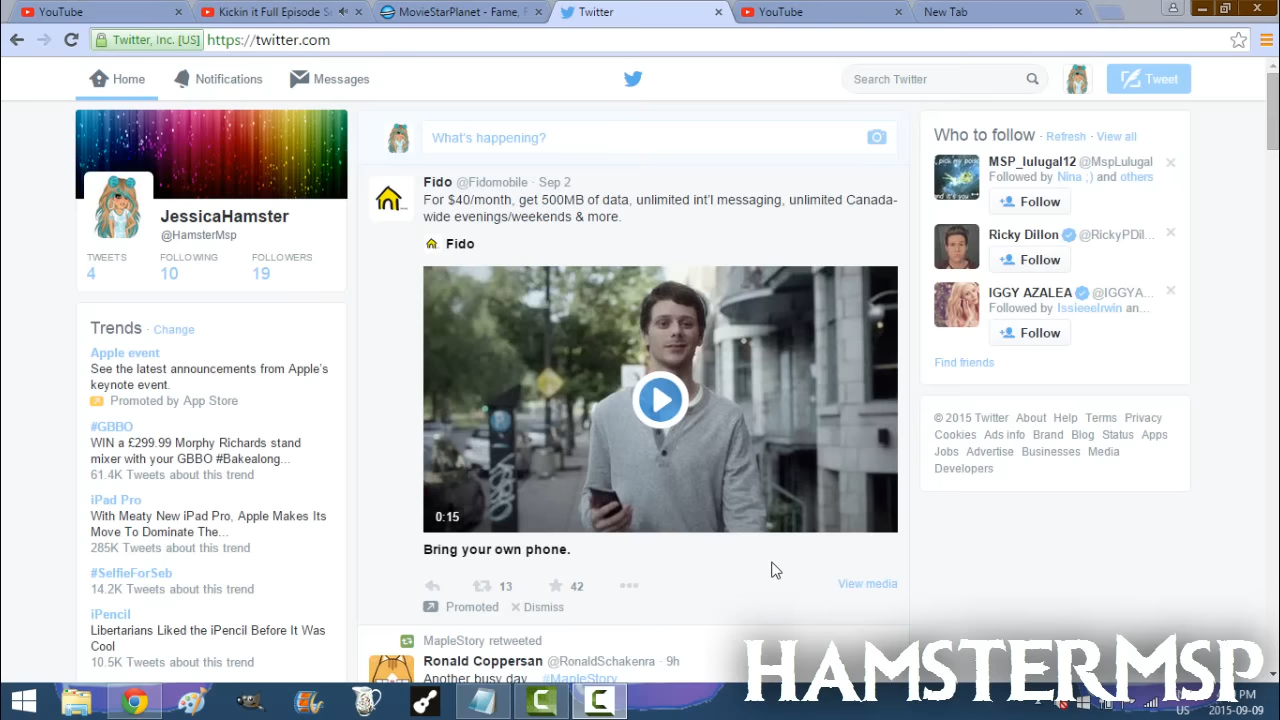 YouTube
Kickin it Full Episode Se
MovieStarPlanet - Fame, F
Twitter
YouTube
New Tab
Twitter, Inc. [US]
https://twitter.com
Home
Notifications
Messages
Search Twitter
Tweet
JessicaHamster
@HamsterMsp
TWEETS FOLLOWING FOLLOWERS
4 10 19
Trends · Change
Apple event
See the latest announcements from Apple's
keynote event.
Promoted by App Store
#GBBO
WIN a £299.99 Morphy Richards stand
mixer with your GBBO #Bakealong...
61.4K Tweets about this trend
iPad Pro
With Meaty New iPad Pro, Apple Makes Its
Move To Dominate The...
285K Tweets about this trend
#SelfieForSeb
14.2K Tweets about this trend
iPencil
Libertarians Liked the iPencil Before It Was
Cool
10.5K Tweets about this trend
What's happening?
Fido @Fidomobile · Sep 2
For $40/month, get 500MB of data, unlimited int'l messaging, unlimited Canada-
wide evenings/weekends & more.
Fido
0:15
Bring your own phone.
13 42
View media
Promoted Dismiss
MapleStory retweeted
Ronald Coppersan @RonaldSchakenra · 9h
Another busy day #MapleStory
Who to follow · Refresh · View all
MSP_lulugal12 @MspLulugal
Followed by Nina ;) and others
Follow
Ricky Dillon @RickyPDil...
Follow
IGGY AZALEA @IGGYA...
Followed by Issieeelrwin and...
Follow
Find friends
© 2015 Twitter About Help Terms Privacy
Cookies Ads info Brand Blog Status Apps
Jobs Advertise Businesses Media
Developers
HAMSTERMSP
PM
US 2015-09-09